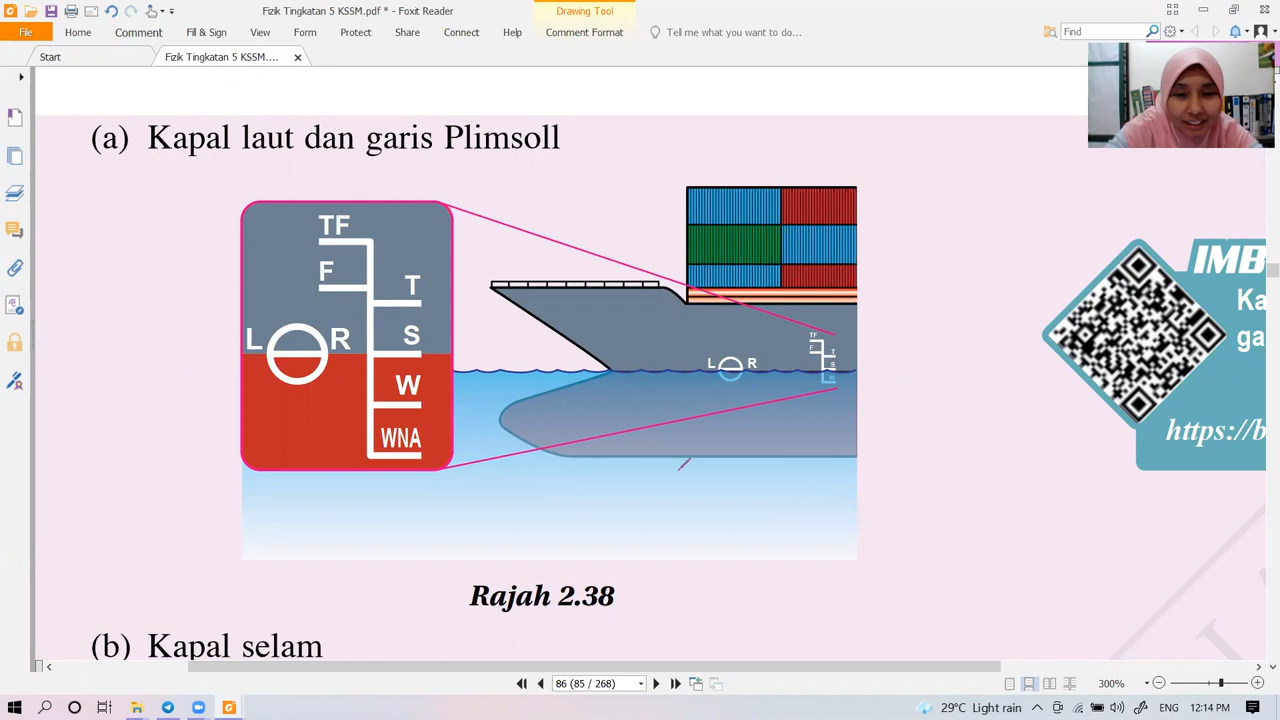 Fizik Tingkatan 5 KSSM.pdf * - Foxit Reader
Drawing Tool
File Home Comment Fill & Sign View Form Protect Share Connect Help Comment Format Tell me what you want to do... Find
Start Fizik Tingkatan 5 KSSM....
(a) Kapal laut dan garis Plimsoll
TF
F
T
L R
S
W
WNA
TF
F
T
S
W
L R
IMB
Ka
ga
https://b
Rajah 2.38
(b) Kapal selam
86 (85 / 268)
300%
29°C Light rain
ENG
12:14 PM